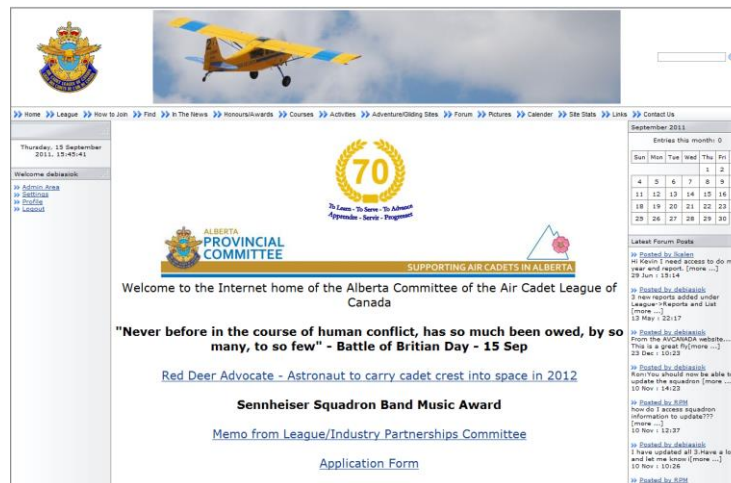 Home League How to Join Find In The News Honours/Awards Courses Activities Adventure/Gliding Sites Forum Pictures Calender Site Stats Links Contact Us
Thursday, 15 September
2011, 15:45:41
Welcome debiasiok
Admin Area
Settings
Profile
Logout
70
To Learn - To Serve - To Advance
Apprendre - Servir - Progresser
ALBERTA
PROVINCIAL
COMMITTEE
SUPPORTING AIR CADETS IN ALBERTA
Welcome to the Internet home of the Alberta Committee of the Air Cadet League of
Canada
"Never before in the course of human conflict, has so much been owed, by so
many, to so few" - Battle of Britian Day - 15 Sep
Red Deer Advocate - Astronaut to carry cadet crest into space in 2012
Sennheiser Squadron Band Music Award
Memo from League/Industry Partnerships Committee
Application Form
September 2011
Entries this month: 0
Sun Mon Tue Wed Thu Fri
1 2
4 5 6 7 8 9
11 12 13 14 15 16
18 19 20 21 22 23
25 26 27 28 29 30
Latest Forum Posts
Posted by
Hi Kevin I need access to do m
year end report. [more ...]
29 Jun : 15:14
Posted by debiasiok
3 new reports added under
League->Reports and List
[more ...]
13 May : 22:17
Posted by debiasiok
From the AVCANADA website...
This is a great fly[more ...]
23 Dec : 10:23
Posted by debiasiok
Ron:You should now be able to
update the squadron [more ...]
10 Nov : 14:23
Posted by RPM
how do I access squadron
information to update???
[more ...]
10 Nov : 12:37
Posted by debiasiok
I have updated all 3.Have a lo
and let me know i[more ...]
10 Nov : 10:26
Posted by RPM